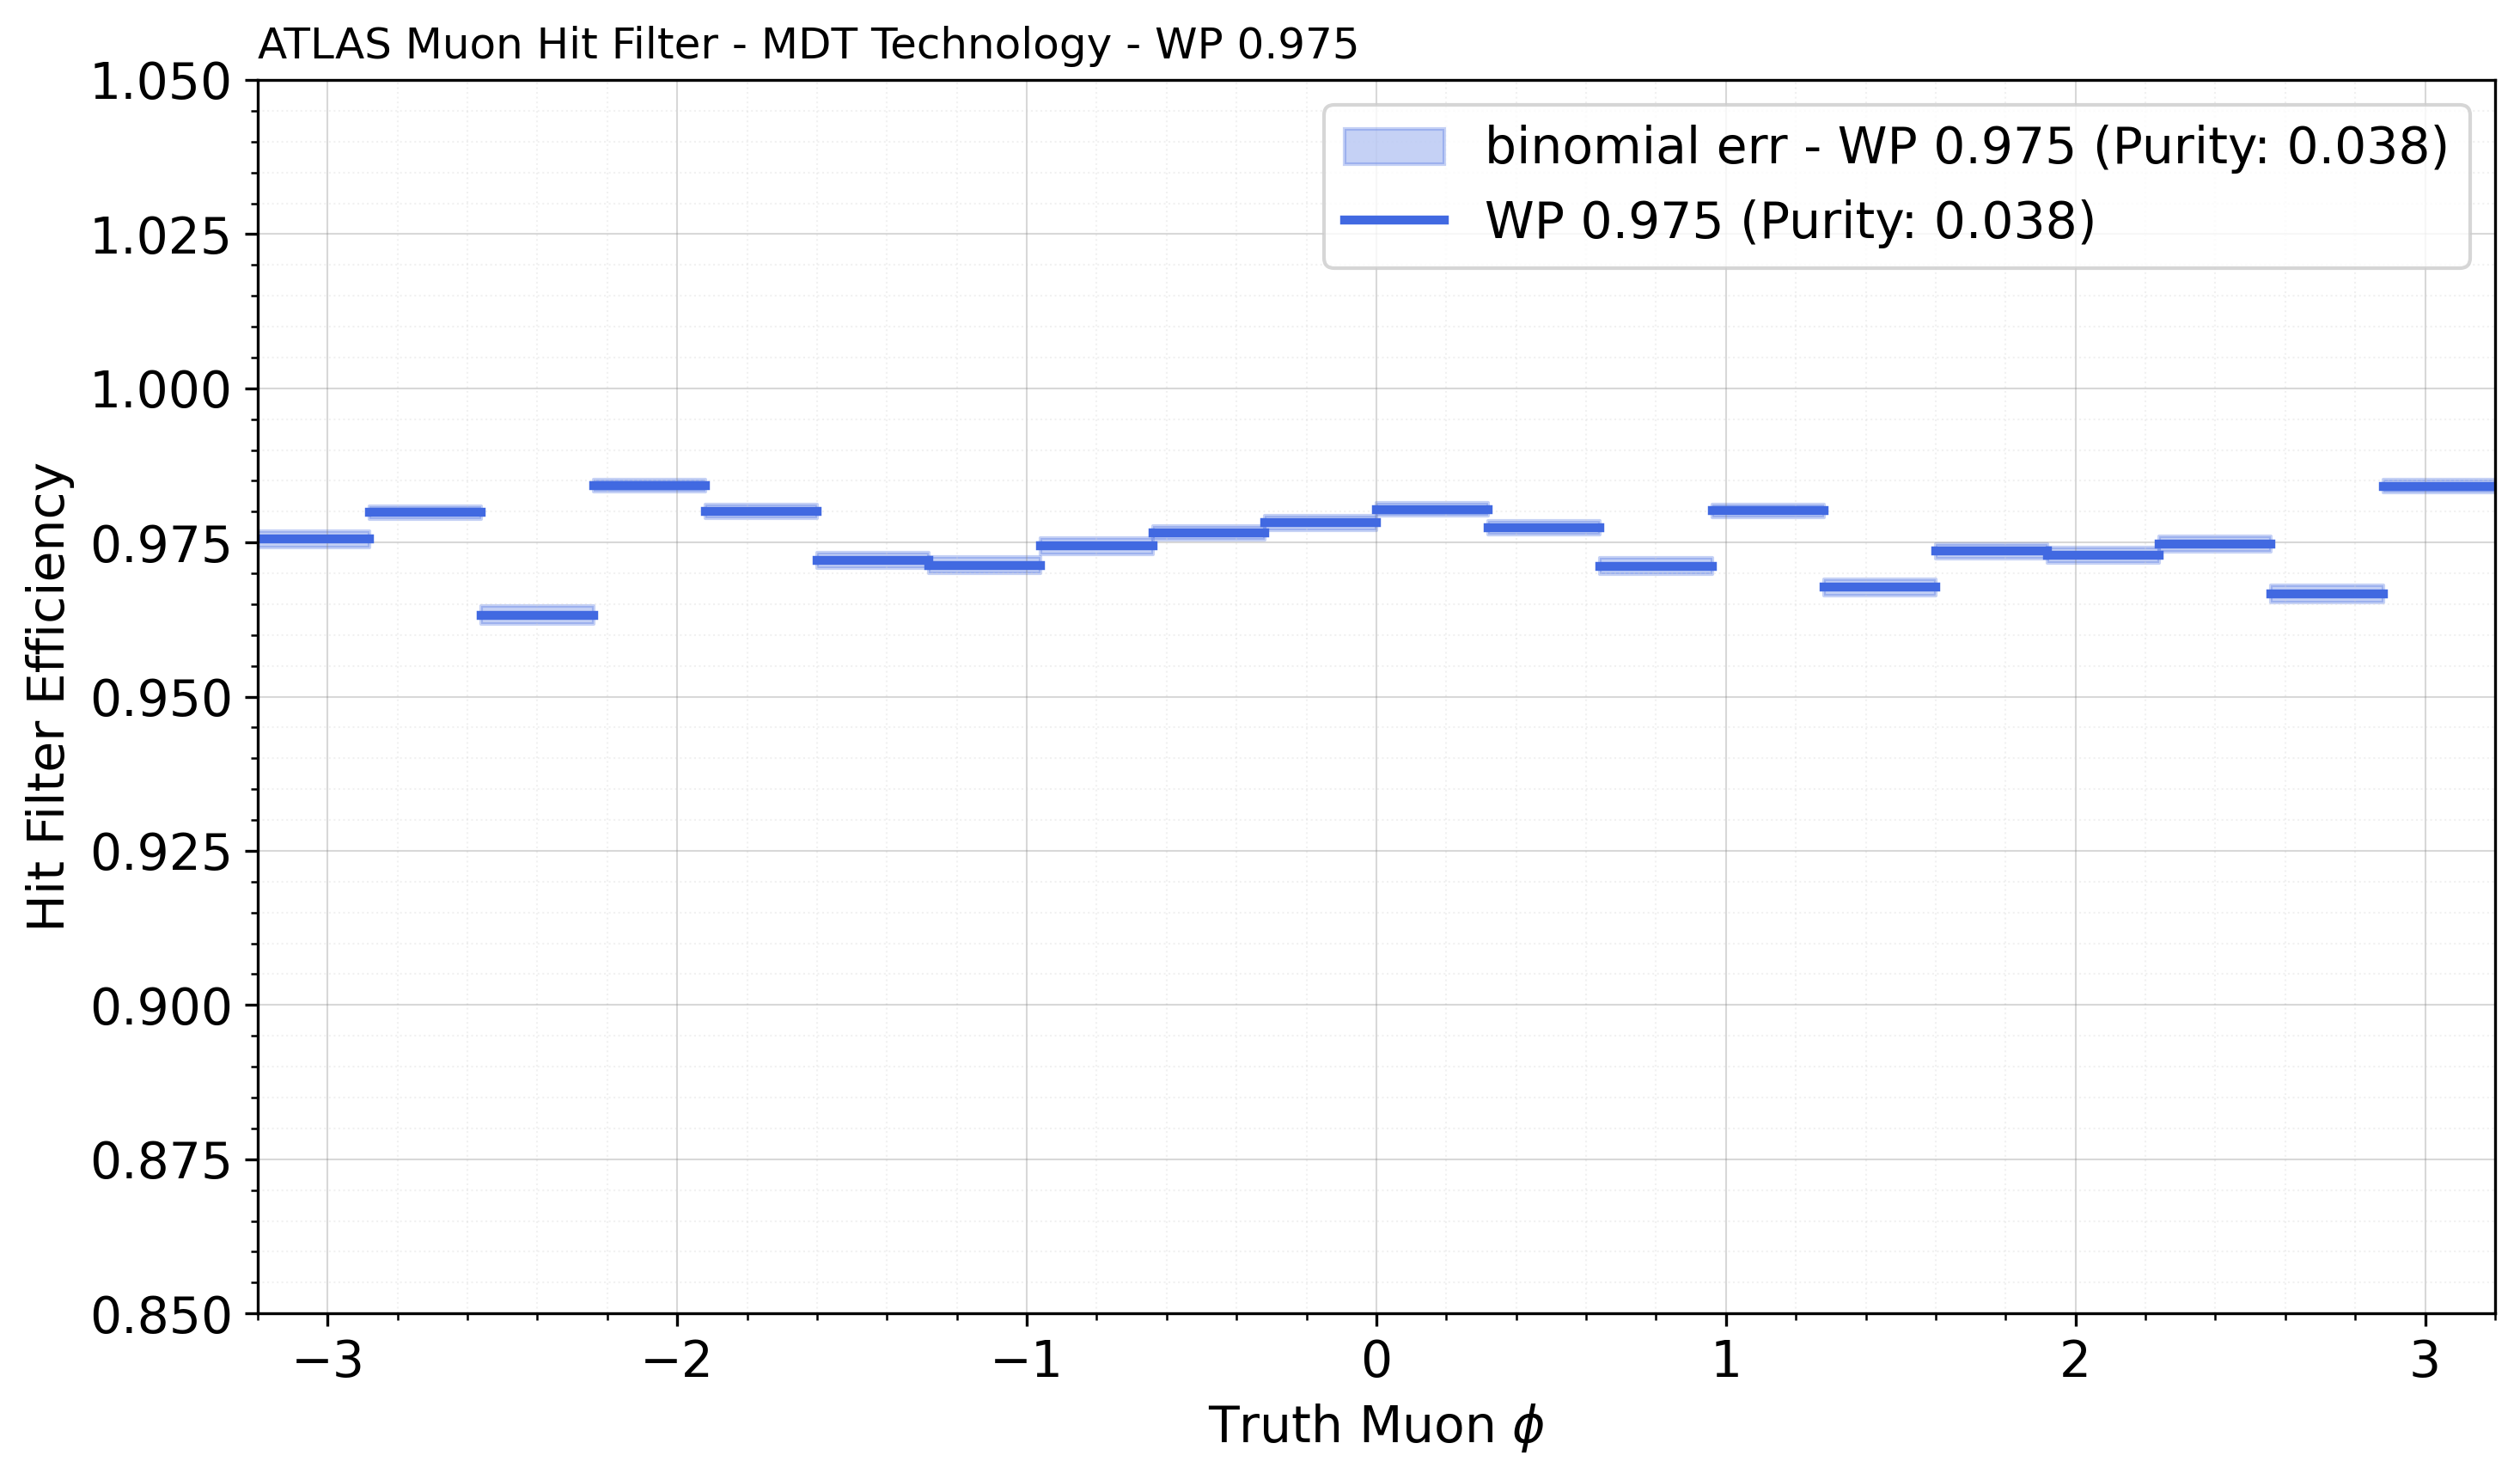 ATLAS Muon Hit Filter - MDT Technology - WP 0.975
1.050
1.025
1.000
0.975
0.950
0.925
0.900
0.875
0.850
Hit Filter Efficiency
binomial err - WP 0.975 (Purity: 0.038)
WP 0.975 (Purity: 0.038)
−3 −2 −1 0 1 2 3
Truth Muon ϕ